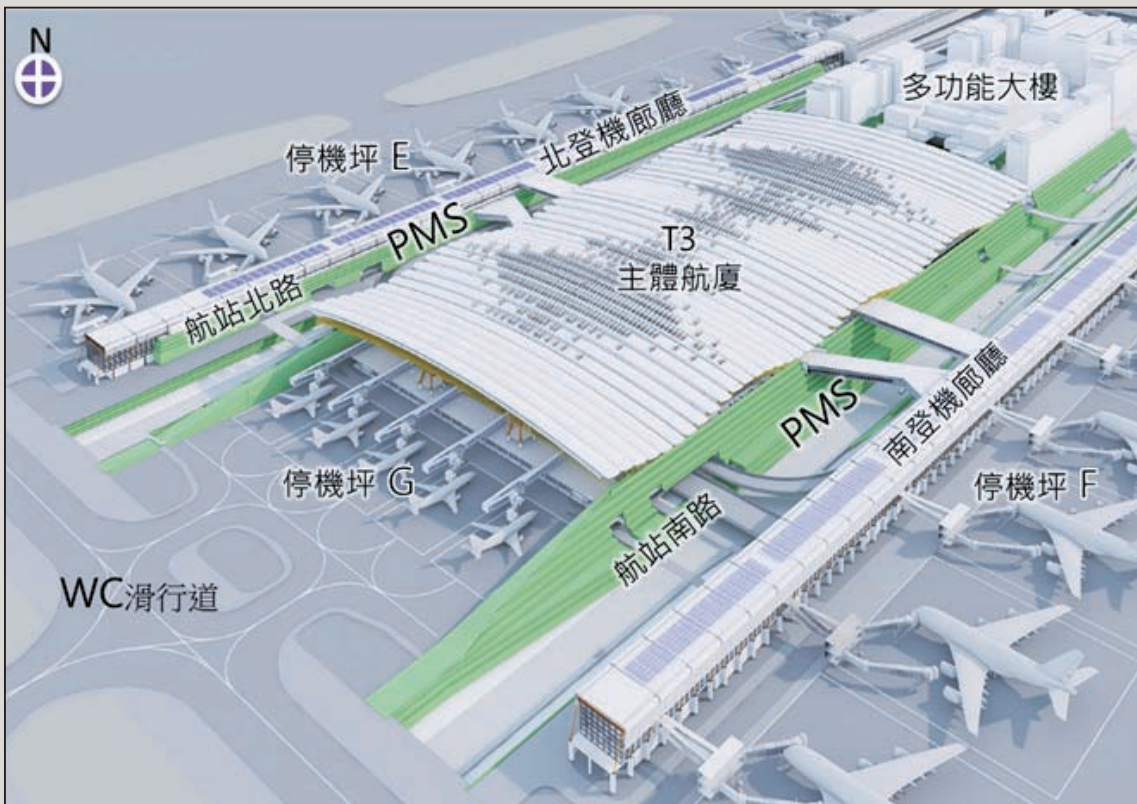 N
多功能大樓
北登機廊廳
停機坪 E
PMS
T3
主體航廈
航站北路
南登機廊廳
PMS
停機坪 G
停機坪 F
航站南路
WC滑行道